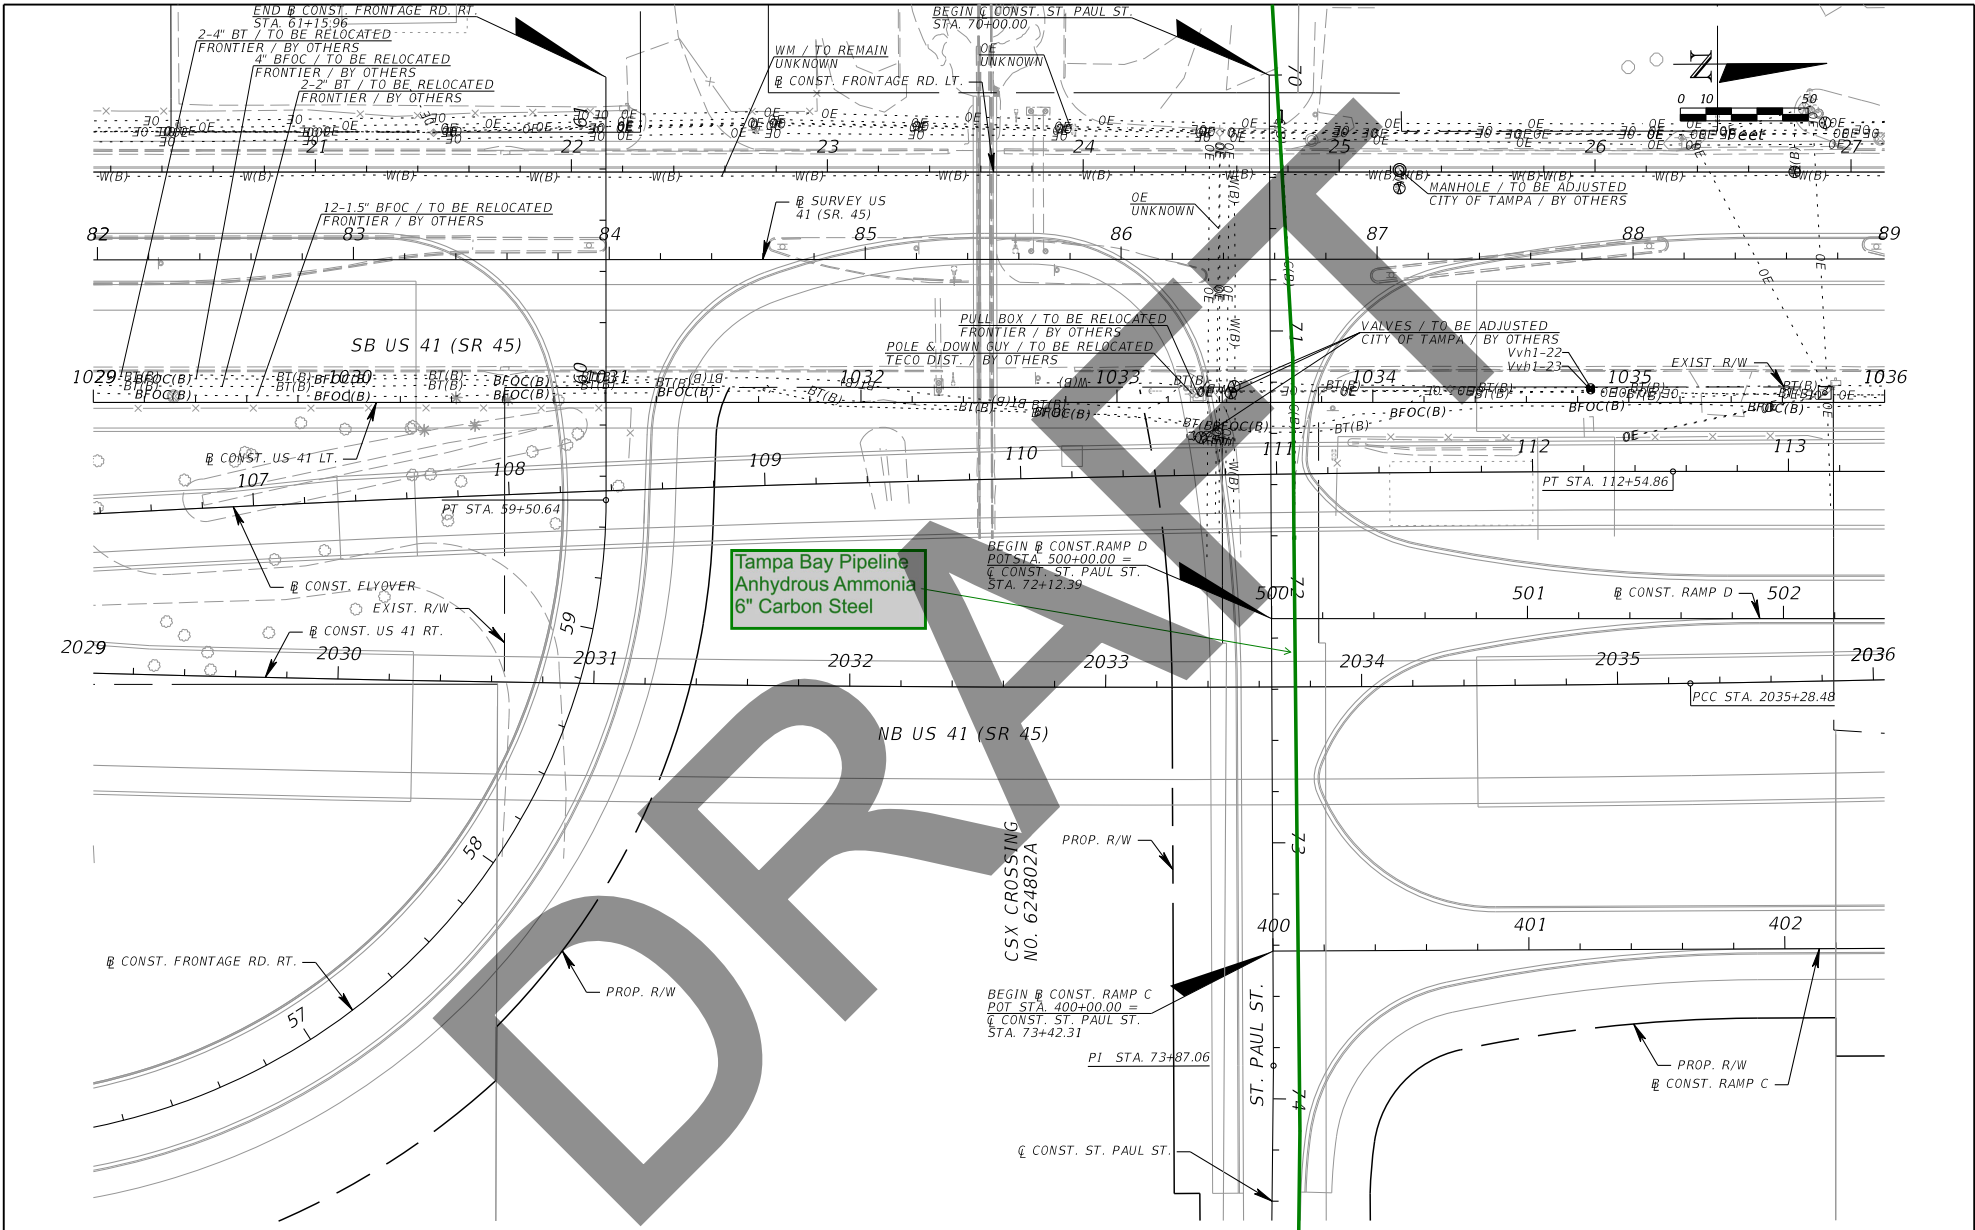 END ⅊ CONST. FRONTAGE RD. RT.
STA. 61+15.96
2-4" BT / TO BE RELOCATED
FRONTIER / BY OTHERS
4" BFOC / TO BE RELOCATED
FRONTIER / BY OTHERS
2-2" BT / TO BE RELOCATED
FRONTIER / BY OTHERS
12-1.5" BFOC / TO BE RELOCATED
FRONTIER / BY OTHERS
WM / TO REMAIN
UNKNOWN
⅊ CONST. FRONTAGE RD. LT.
BEGIN ℄ CONST. ST. PAUL ST.
STA. 70+00.00
OE
UNKNOWN
70
N
0 10 50
Feet
21 22 23 24 25 26 27
MANHOLE / TO BE ADJUSTED
CITY OF TAMPA / BY OTHERS
⅊ SURVEY US
41 (SR. 45)
OE
UNKNOWN
82 83 84 85 86 87 88 89
SB US 41 (SR 45)
PULL BOX / TO BE RELOCATED
FRONTIER / BY OTHERS
POLE & DOWN GUY / TO BE RELOCATED
TECO DIST. / BY OTHERS
71
VALVES / TO BE ADJUSTED
CITY OF TAMPA / BY OTHERS
Vvh1-22
Vvh1-23
EXIST. R/W
1029 1030 1031 1032 1033 1034 1035 1036
60
BT(B) BFOC(B)
⅊ CONST. US 41 LT.
107 108 109 110 111 112 113
PT STA. 59+50.64
PT STA. 112+54.86
⅊ CONST. FLYOVER
EXIST. R/W
⅊ CONST. US 41 RT.
59
Tampa Bay Pipeline
Anhydrous Ammonia
6" Carbon Steel
BEGIN ⅊ CONST.RAMP D
POTSTA. 500+00.00 =
℄ CONST. ST. PAUL ST.
STA. 72+12.39
72
500 501 502
⅊ CONST. RAMP D
2029 2030 2031 2032 2033 2034 2035 2036
PCC STA. 2035+28.48
NB US 41 (SR 45)
58
CSX CROSSING
NO. 624802A
PROP. R/W
73
400 401 402
⅊ CONST. FRONTAGE RD. RT.
57
PROP. R/W
BEGIN ⅊ CONST. RAMP C
POT STA. 400+00.00 =
℄ CONST. ST. PAUL ST.
STA. 73+42.31
PI STA. 73+87.06
ST. PAUL ST.
74
PROP. R/W
⅊ CONST. RAMP C
℄ CONST. ST. PAUL ST.
DRAFT